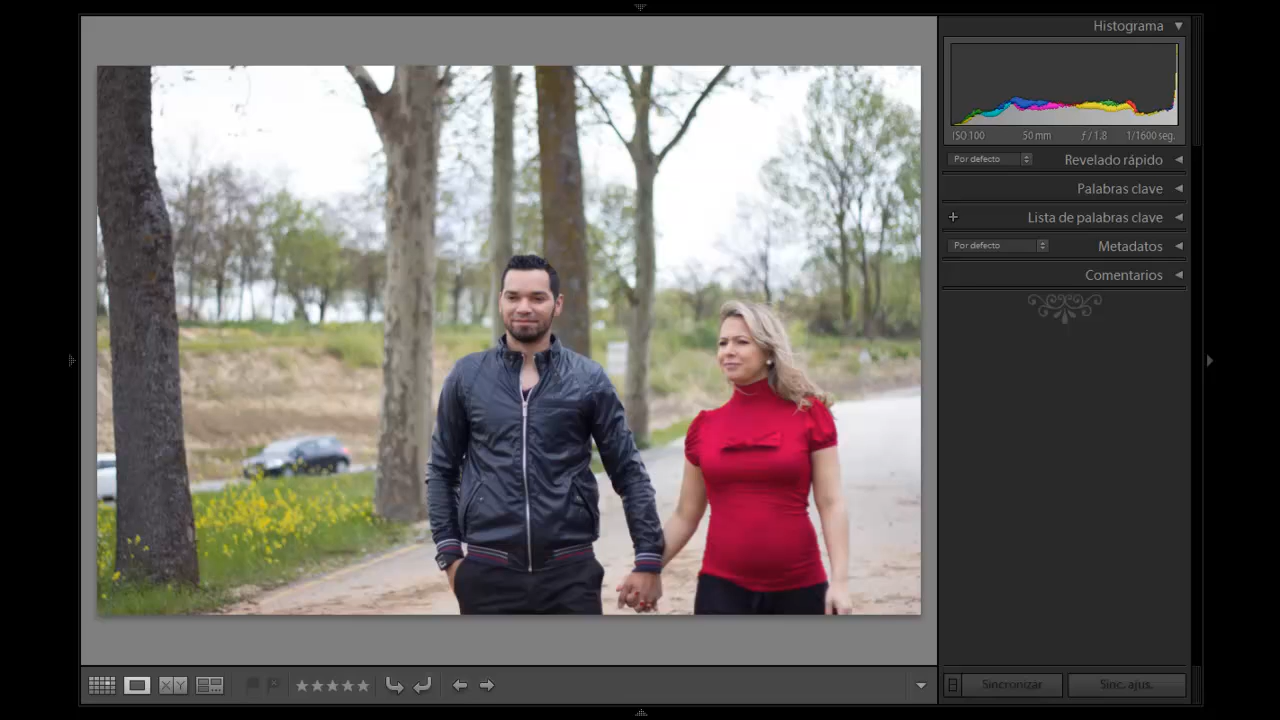 Histograma
ISO 100 50 mm ƒ / 1.8 1/1600 seg.
Por defecto Revelado rápido
Palabras clave
Lista de palabras clave
Por defecto Metadatos
Comentarios
X Y
Sincronizar Sinc. ajus.